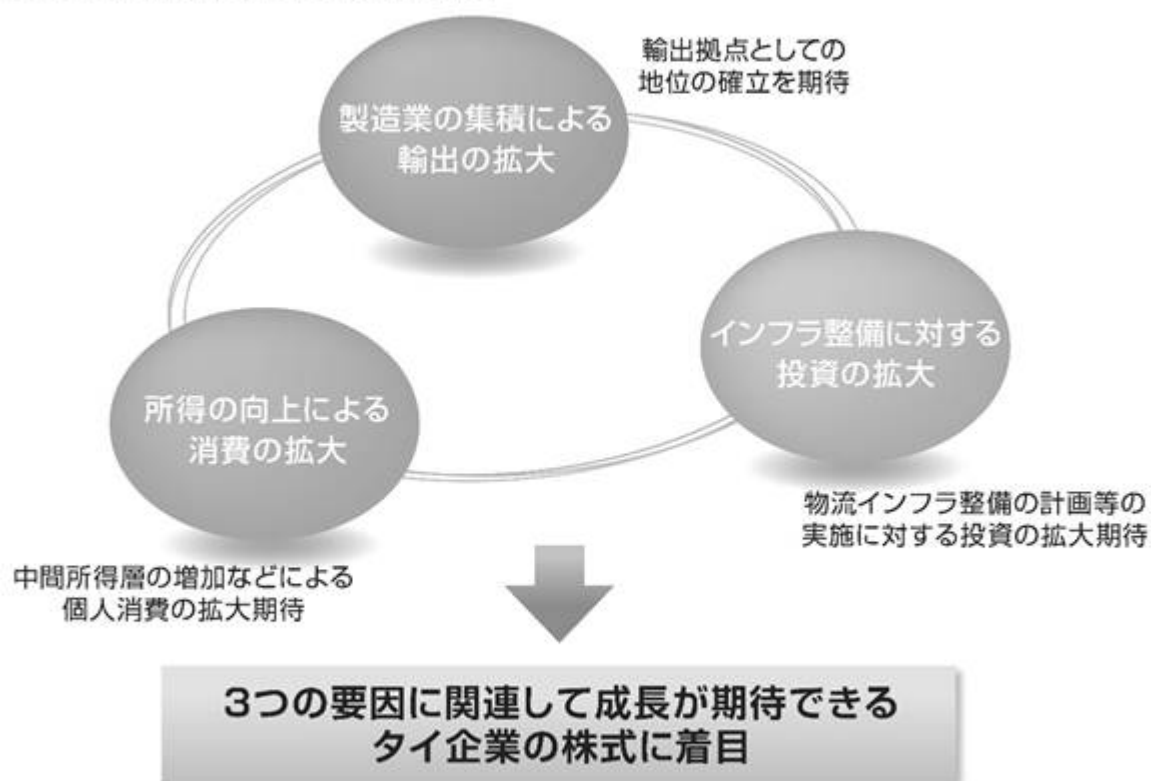 輸出拠点としての
地位の確立を期待
製造業の集積による
輸出の拡大
インフラ整備に対する
投資の拡大
所得の向上による
消費の拡大
物流インフラ整備の計画等の
実施に対する投資の拡大期待
中間所得層の増加などによる
個人消費の拡大期待
3つの要因に関連して成長が期待できる
タイ企業の株式に着目